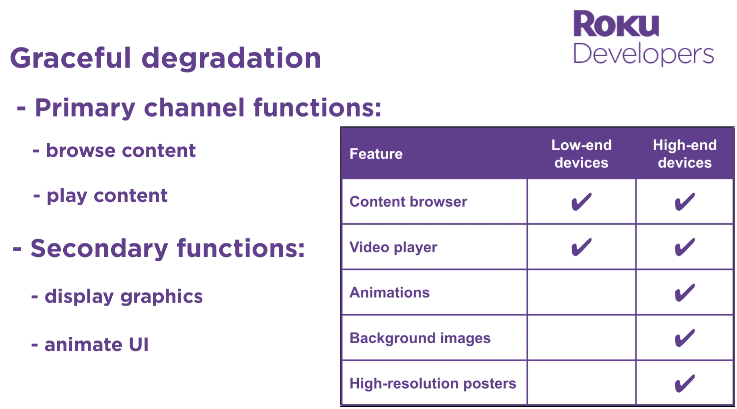 Roku
Developers
Graceful degradation
- Primary channel functions:
- browse content
- play content
- Secondary functions:
- display graphics
- animate UI
Feature Low-end devices High-end devices
Content browser ✔ ✔
Video player ✔ ✔
Animations ✔
Background images ✔
High-resolution posters ✔